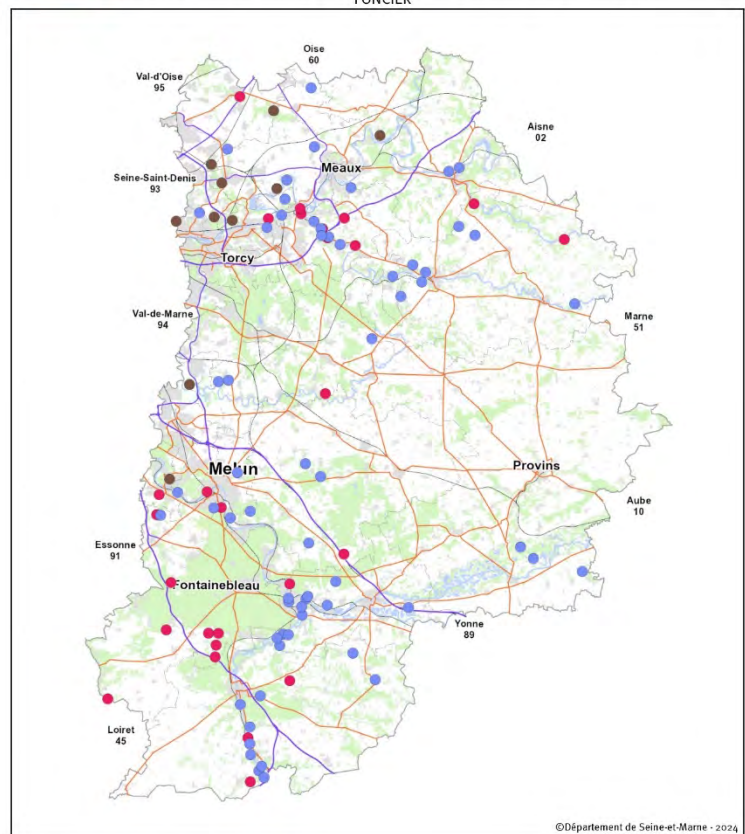 FONCIER
Oise
60
Val-d'Oise
95
Aisne
02
Meaux
Seine-Saint-Denis
93
Torcy
Val-de-Marne
94
Marne
51
Melun
Provins
Aube
10
Essonne
91
Fontainebleau
Yonne
89
Loiret
45
©Département de Seine-et-Marne - 2024